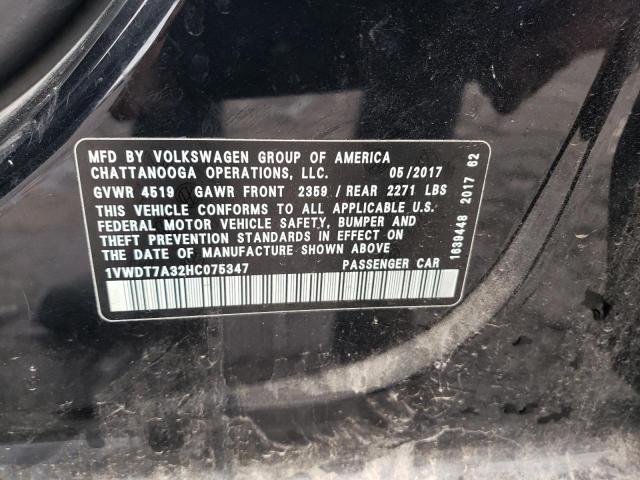 MFD BY VOLKSWAGEN GROUP OF AMERICA
CHATTANOOGA OPERATIONS, LLC. 05/2017
GVWR 4519 GAWR FRONT 2359 / REAR 2271 LBS
THIS VEHICLE CONFORMS TO ALL APPLICABLE U.S.
FEDERAL MOTOR VEHICLE SAFETY, BUMPER AND
THEFT PREVENTION STANDARDS IN EFFECT ON
THE DATE OF MANUFACTURE SHOWN ABOVE
1VWDT7A32HC075347 PASSENGER CAR
1639448 2017 62